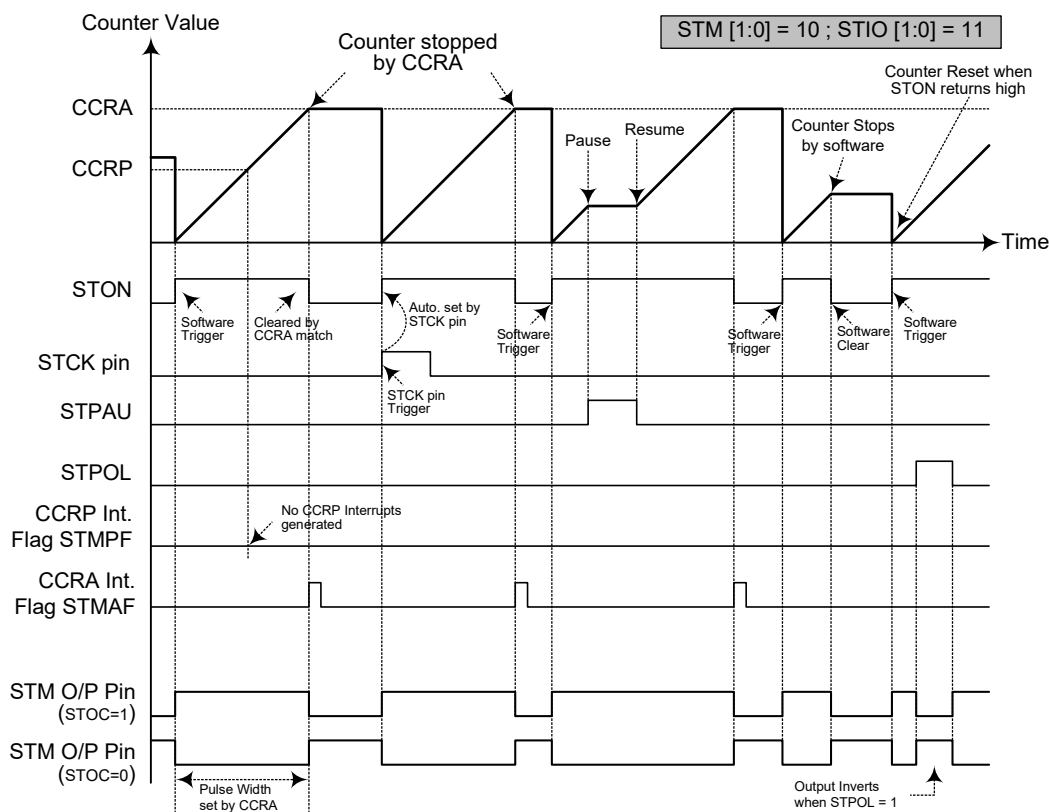 Counter Value
STM [1:0] = 10 ; STIO [1:0] = 11
Counter stopped
by CCRA
Counter Reset when
STON returns high
CCRA
CCRP
Pause
Resume
Counter Stops
by software
Time
STON
Software
Trigger
Cleared by
CCRA match
Auto. set by
STCK pin
Software
Trigger
Software
Trigger
Software
Clear
Software
Trigger
STCK pin
STCK pin
Trigger
STPAU
STPOL
CCRP Int.
Flag STMPF
No CCRP Interrupts
generated
CCRA Int.
Flag STMAF
STM O/P Pin
(STOC=1)
STM O/P Pin
(STOC=0)
Pulse Width
set by CCRA
Output Inverts
when STPOL = 1